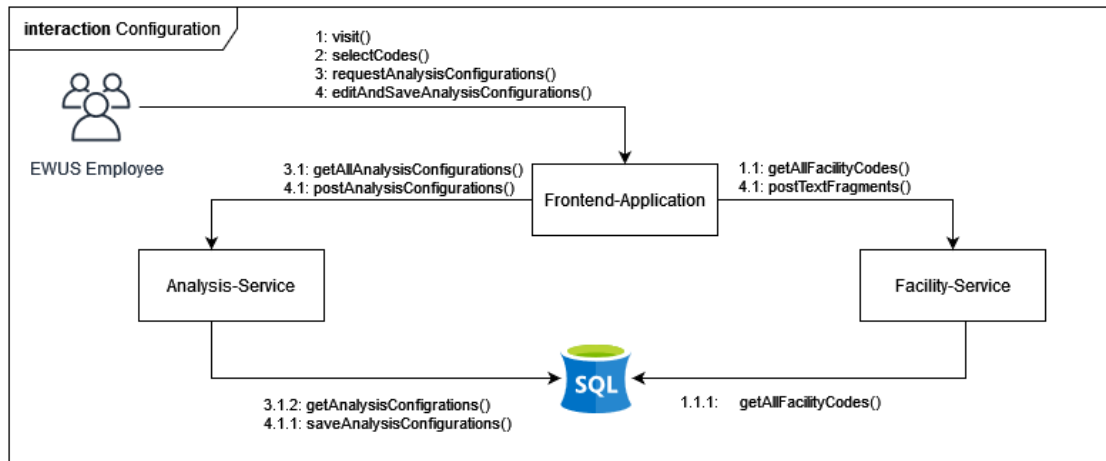 interaction Configuration
1: visit()
2: selectCodes()
3: requestAnalysisConfigurations()
4: editAndSaveAnalysisConfigurations()
EWUS Employee
3.1: getAllAnalysisConfigurations()
4.1: postAnalysisConfigurations()
Frontend-Application
1.1: getAllFacilityCodes()
4.1: postTextFragments()
Analysis-Service
Facility-Service
SQL
3.1.2: getAnalysisConfigrations()
4.1.1: saveAnalysisConfigurations()
1.1.1: getAllFacilityCodes()